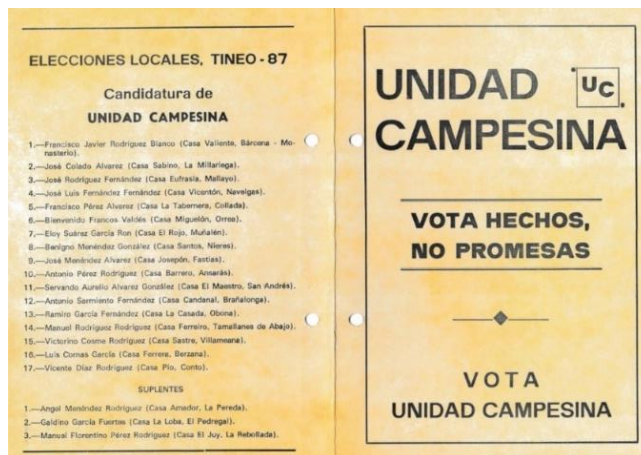 ELECCIONES LOCALES, TINEO - 87
Candidatura de
UNIDAD CAMPESINA
1.—Francisco Javier Rodríguez Blanco (Casa Valiente, Bárcena - Mo-
nasterio).
2.—José Colado Alvarez (Casa Sabino, La Millariega).
3.—José Rodríguez Fernández (Casa Eufrasia, Mallayo).
4.—José Luis Fernández Fernández (Casa Vicentón, Navelgas).
5.—Francisco Pérez Alvarez (Casa La Tabernera, Collada).
6.—Bienvenido Francos Valdés (Casa Miguelón, Orrea).
7.—Eloy Suárez García Ron (Casa El Rojo, Muñalén).
8.—Benigno Menéndez González (Casa Santos, Nieres).
9.—José Menéndez Alvarez (Casa Josepón, Fastias).
10.—Antonio Pérez Rodríguez (Casa Barrero, Ansarás).
11.—Servando Aurelio Alvarez González (Casa El Maestro, San Andrés).
12.—Antonio Sarmiento Fernández (Casa Candanal, Brañalonga).
13.—Ramiro García Fernández (Casa La Casada, Obona).
14.—Manuel Rodríguez Rodríguez (Casa Ferreiro, Tamallanes de Abajo).
15.—Victorino Cosme Rodríguez (Casa Sastre, Villameana).
16.—Luis Comas García (Casa Ferrera, Berzana).
17.—Vicente Díaz Rodríguez (Casa Pio, Conto).
SUPLENTES
1.—Angel Menéndez Rodríguez (Casa Amador, La Pereda).
2.—Galdino García Fuertes (Casa La Loba, El Pedregal).
3.—Manuel Florentino Pérez Rodríguez (Casa El Juy, La Rebollada).
UNIDAD UC
CAMPESINA
VOTA HECHOS,
NO PROMESAS
VOTA
UNIDAD CAMPESINA